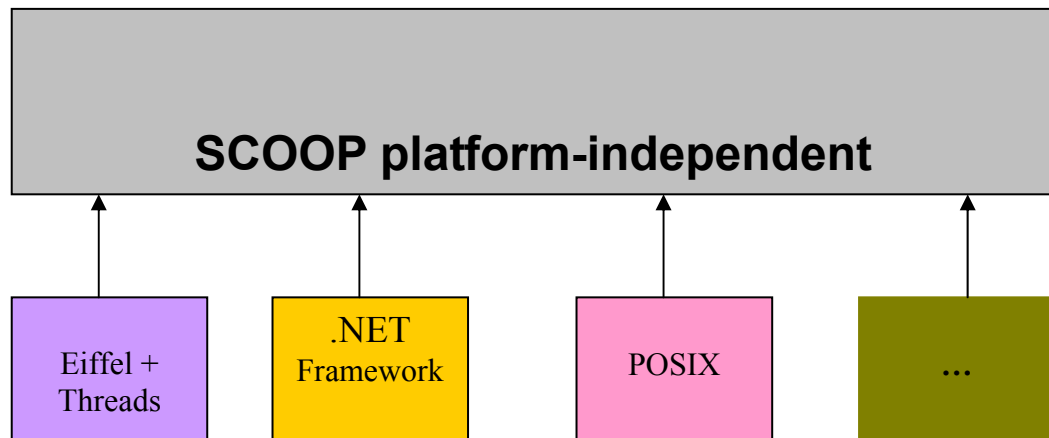 SCOOP platform-independent
Eiffel +
Threads
.NET
Framework
POSIX
...